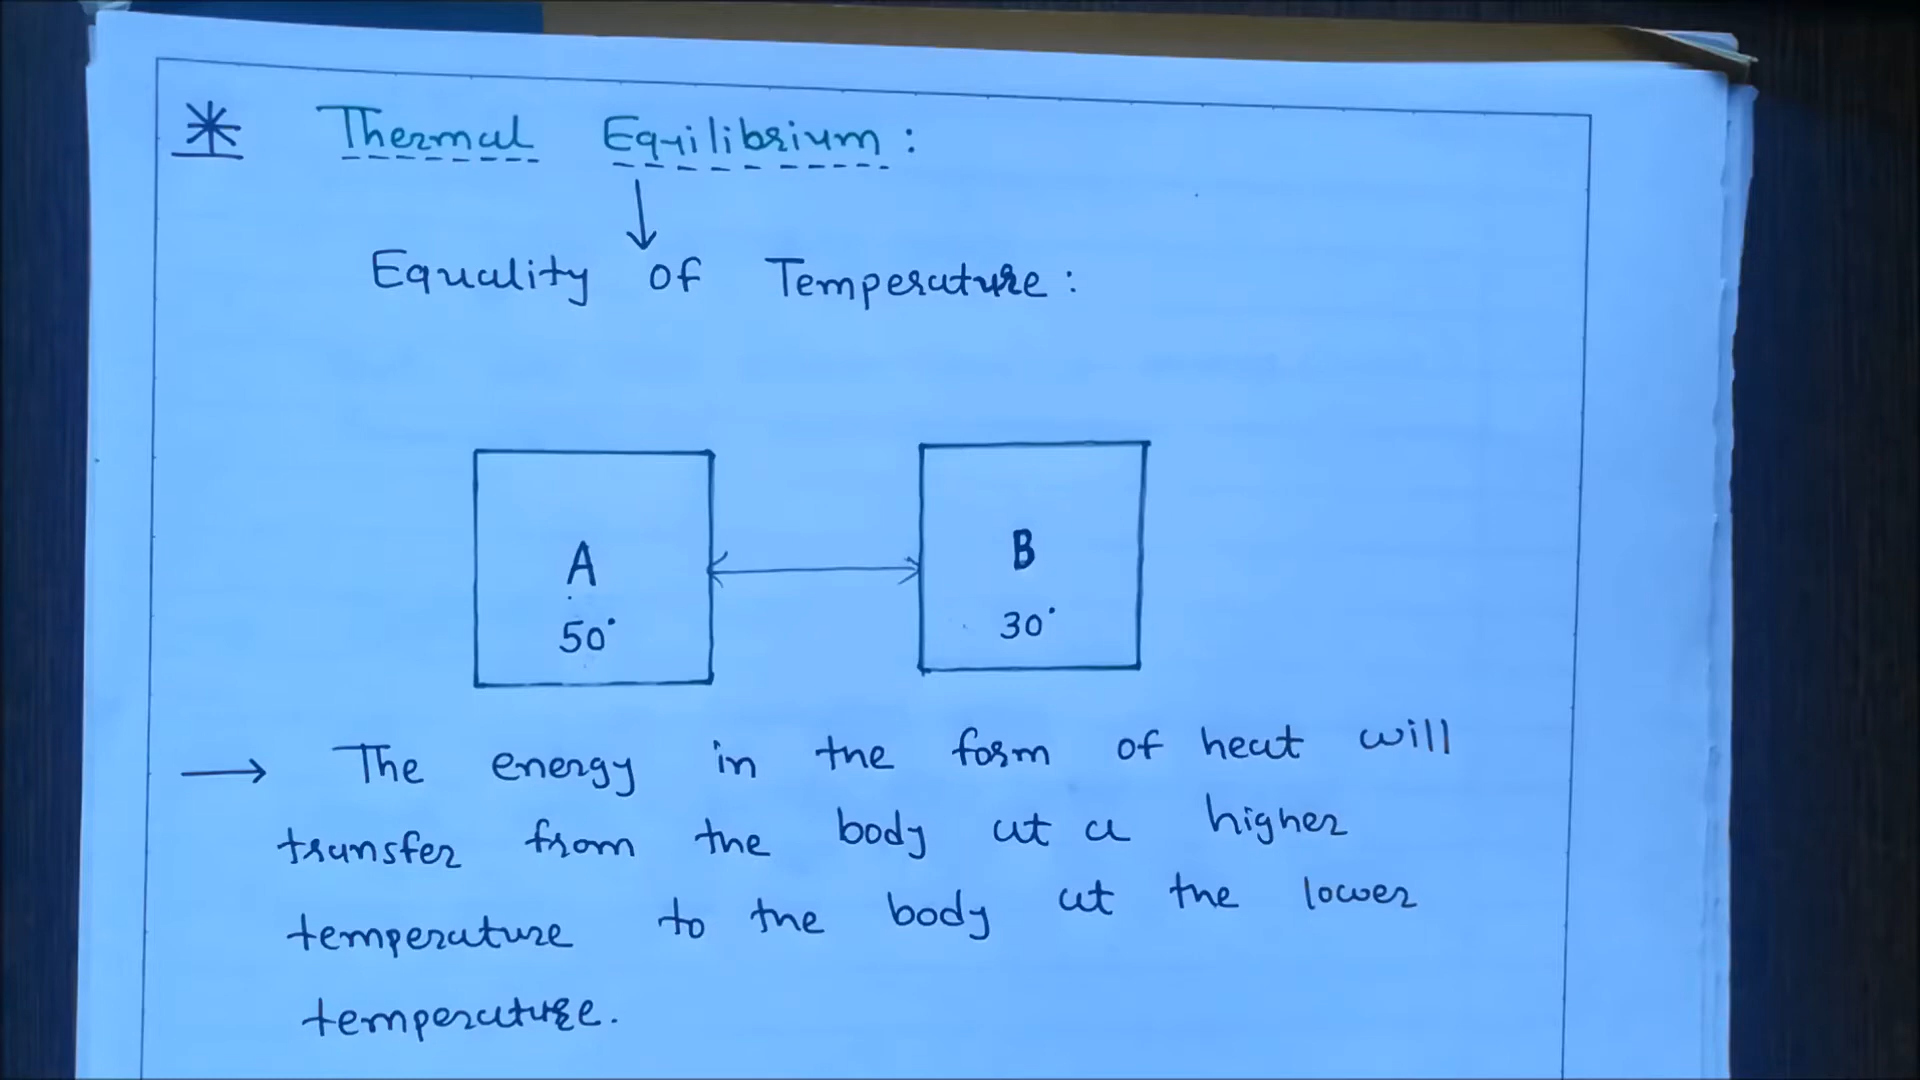 Thermal Equilibrium:
Equality of Temperature:
A
50°
B
30°
The energy in the form of heat will
transfer from the body at a higher
temperature to the body at the lower
temperature.